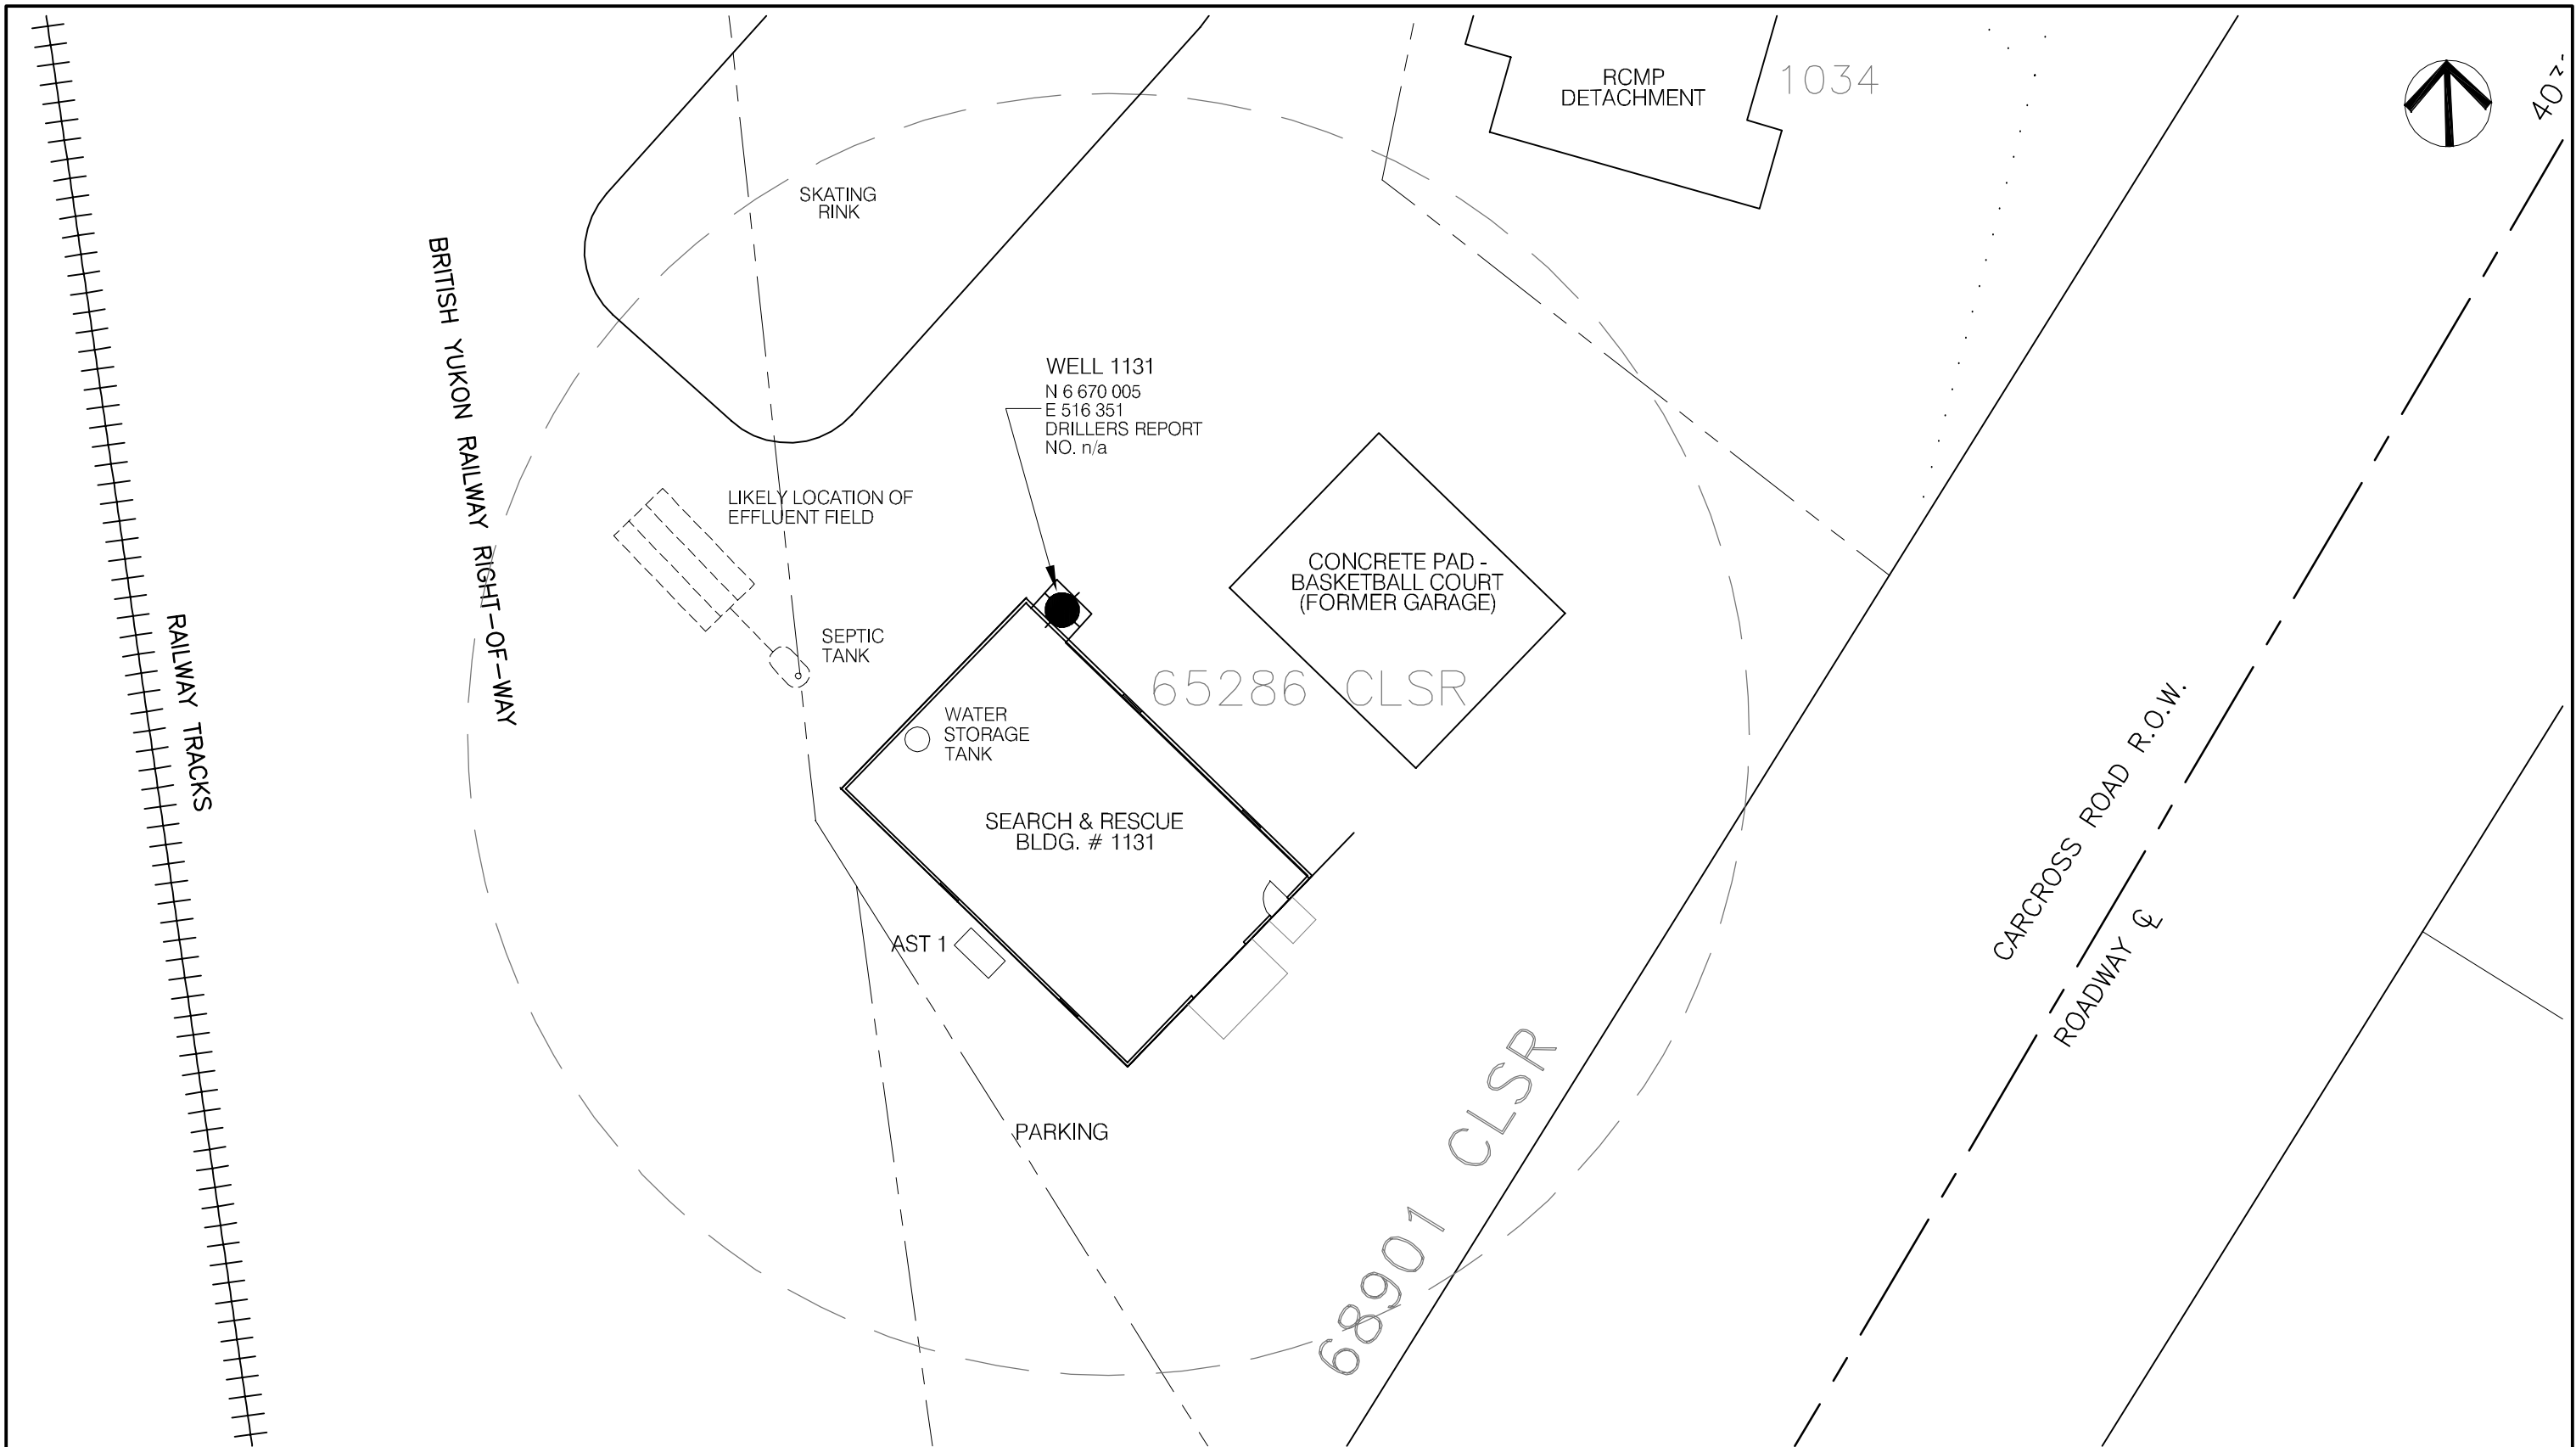 RCMP
DETACHMENT
1034
SKATING
RINK
BRITISH YUKON RAILWAY RIGHT-OF-WAY
WELL 1131
N 6 670 005
E 516 351
DRILLERS REPORT
NO. n/a
LIKELY LOCATION OF
EFFLUENT FIELD
CONCRETE PAD -
BASKETBALL COURT
(FORMER GARAGE)
RAILWAY TRACKS
SEPTIC
TANK
65286 CLSR
WATER
STORAGE
TANK
CARCROSS ROAD R.O.W.
SEARCH & RESCUE
BLDG. # 1131
ROADWAY ℄
AST 1
PARKING
68901 CLSR